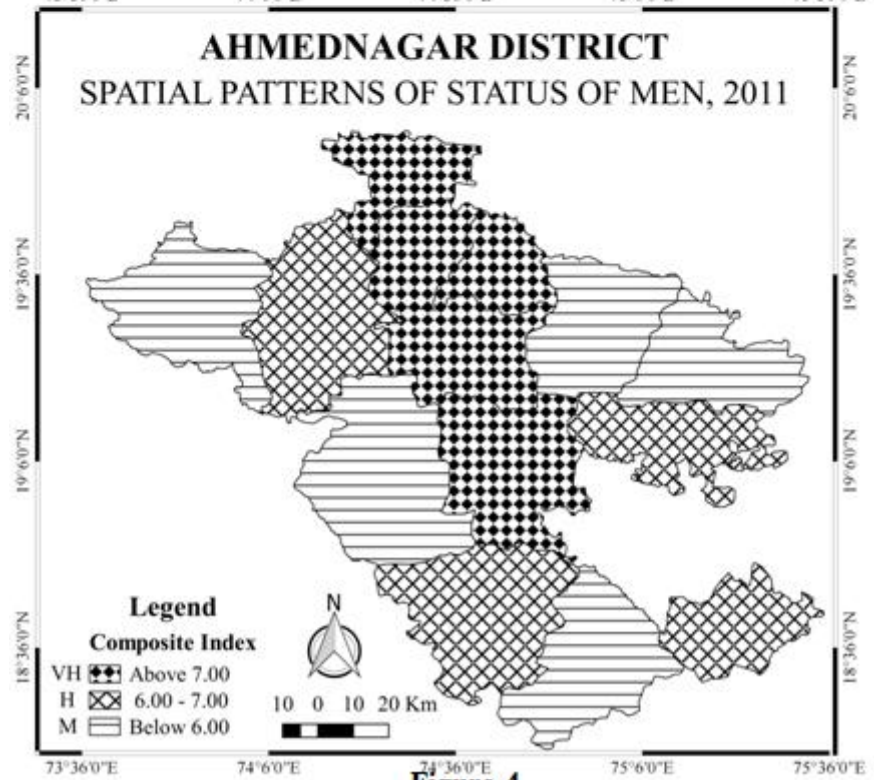 AHMEDNAGAR DISTRICT
SPATIAL PATTERNS OF STATUS OF MEN, 2011
20°6'0"N
20°6'0"N
19°36'0"N
19°36'0"N
19°6'0"N
19°6'0"N
18°36'0"N
18°36'0"N
Legend
Composite Index
VH Above 7.00
H 6.00 - 7.00
M Below 6.00
N
10 0 10 20 Km
73°36'0"E 74°6'0"E 74°36'0"E 75°6'0"E 75°36'0"E